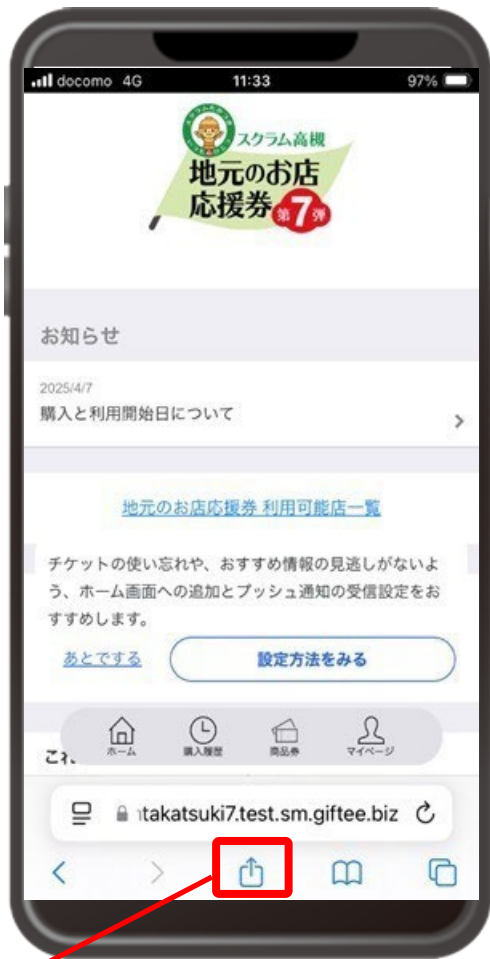 docomo 4G 11:33 97%
スクラム高槻
地元のお店
応援券 第7弾
お知らせ
2025/4/7
購入と利用開始日について
地元のお店応援券 利用可能店一覧
チケットの使い忘れや、おすすめ情報の見逃しがないよ
う、ホーム画面への追加とプッシュ通知の受信設定をお
すすめします。
あとでする 設定方法をみる
ホーム 購入履歴 商品券 マイページ
takatsuki7.test.sm.giftee.biz